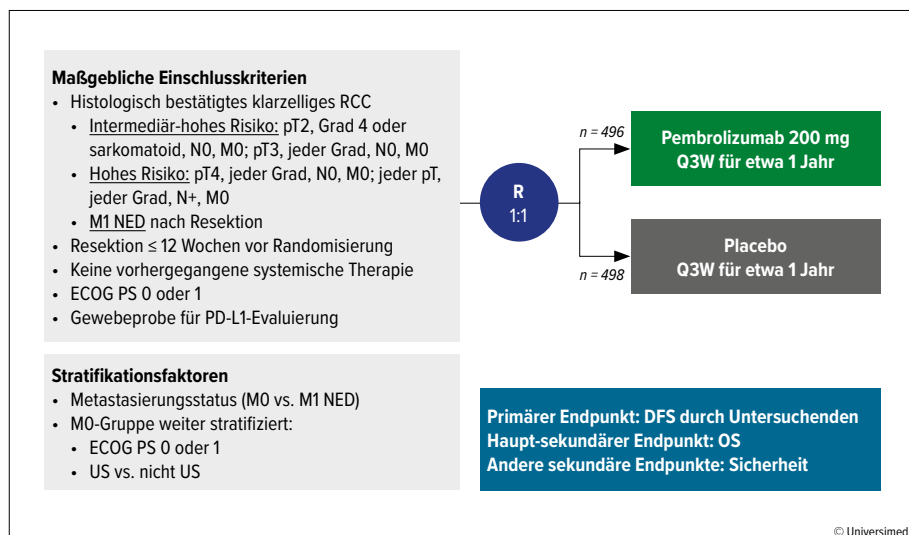 Maßgebliche Einschlusskriterien
• Histologisch bestätigtes klarzelliges RCC
• Intermediär-hohes Risiko: pT2, Grad 4 oder
sarkomatoid, N0, M0; pT3, jeder Grad, N0, M0
• Hohes Risiko: pT4, jeder Grad, N0, M0; jeder pT,
jeder Grad, N+, M0
• M1 NED nach Resektion
• Resektion ≤ 12 Wochen vor Randomisierung
• Keine vorhergegangene systemische Therapie
• ECOG PS 0 oder 1
• Gewebeprobe für PD-L1-Evaluierung
R
1:1
n = 496
Pembrolizumab 200 mg
Q3W für etwa 1 Jahr
n = 498
Placebo
Q3W für etwa 1 Jahr
Stratifikationsfaktoren
• Metastasierungsstatus (M0 vs. M1 NED)
• M0-Gruppe weiter stratifiziert:
• ECOG PS 0 oder 1
• US vs. nicht US
Primärer Endpunkt: DFS durch Untersuchenden
Haupt-sekundärer Endpunkt: OS
Andere sekundäre Endpunkte: Sicherheit
© Universimed